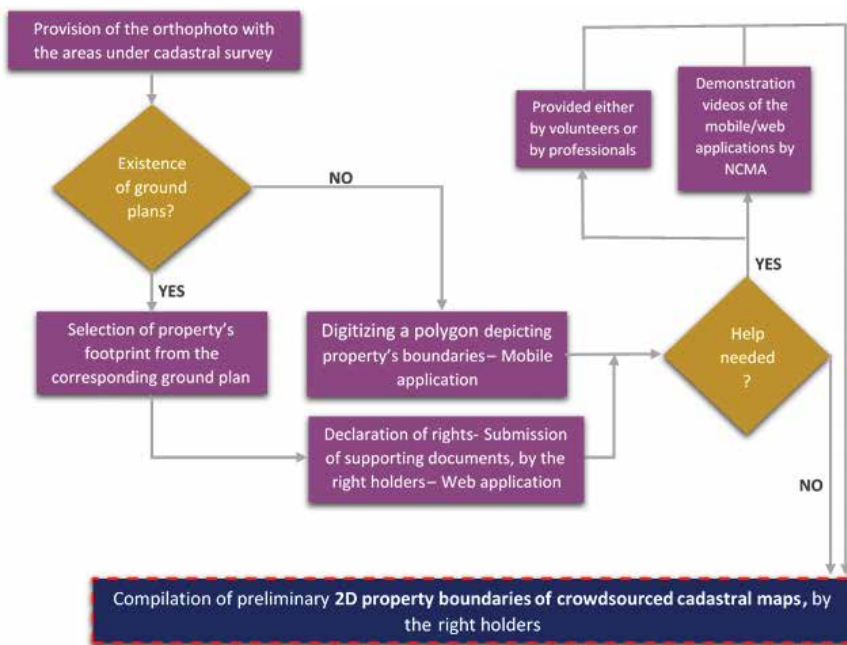 Provision of the orthophoto with
the areas under cadastral survey
Existence
of ground
plans?
NO
YES
Selection of property's
footprint from the
corresponding ground plan
Digitizing a polygon depicting
property's boundaries – Mobile
application
Declaration of rights- Submission
of supporting documents, by the
right holders – Web application
Provided either
by volunteers or
by professionals
Demonstration
videos of the
mobile/web
applications by
NCMA
YES
Help
needed
?
NO
Compilation of preliminary 2D property boundaries of crowdsourced cadastral maps, by
the right holders